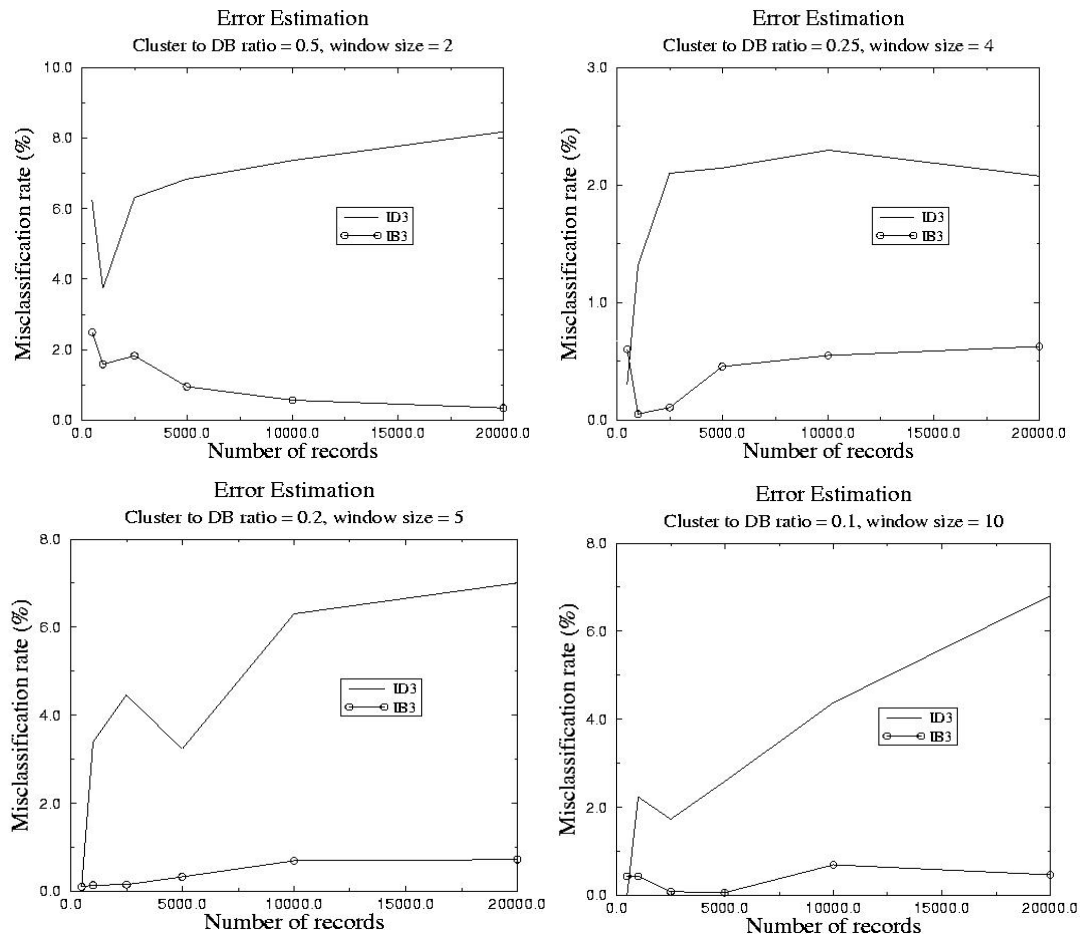 Error Estimation
Cluster to DB ratio = 0.5, window size = 2
10.0
8.0
6.0
4.0
2.0
0.0
Misclassification rate (%)
ID3
IB3
0.0 5000.0 10000.0 15000.0 20000.0
Number of records
Error Estimation
Cluster to DB ratio = 0.25, window size = 4
3.0
2.0
1.0
0.0
Misclassification rate (%)
ID3
IB3
0.0 5000.0 10000.0 15000.0 20000.0
Number of records
Error Estimation
Cluster to DB ratio = 0.2, window size = 5
8.0
6.0
4.0
2.0
0.0
Misclassification rate (%)
ID3
IB3
0.0 5000.0 10000.0 15000.0 20000.0
Number of records
Error Estimation
Cluster to DB ratio = 0.1, window size = 10
8.0
6.0
4.0
2.0
0.0
Misclassification rate (%)
ID3
IB3
0.0 5000.0 10000.0 15000.0 20000.0
Number of records